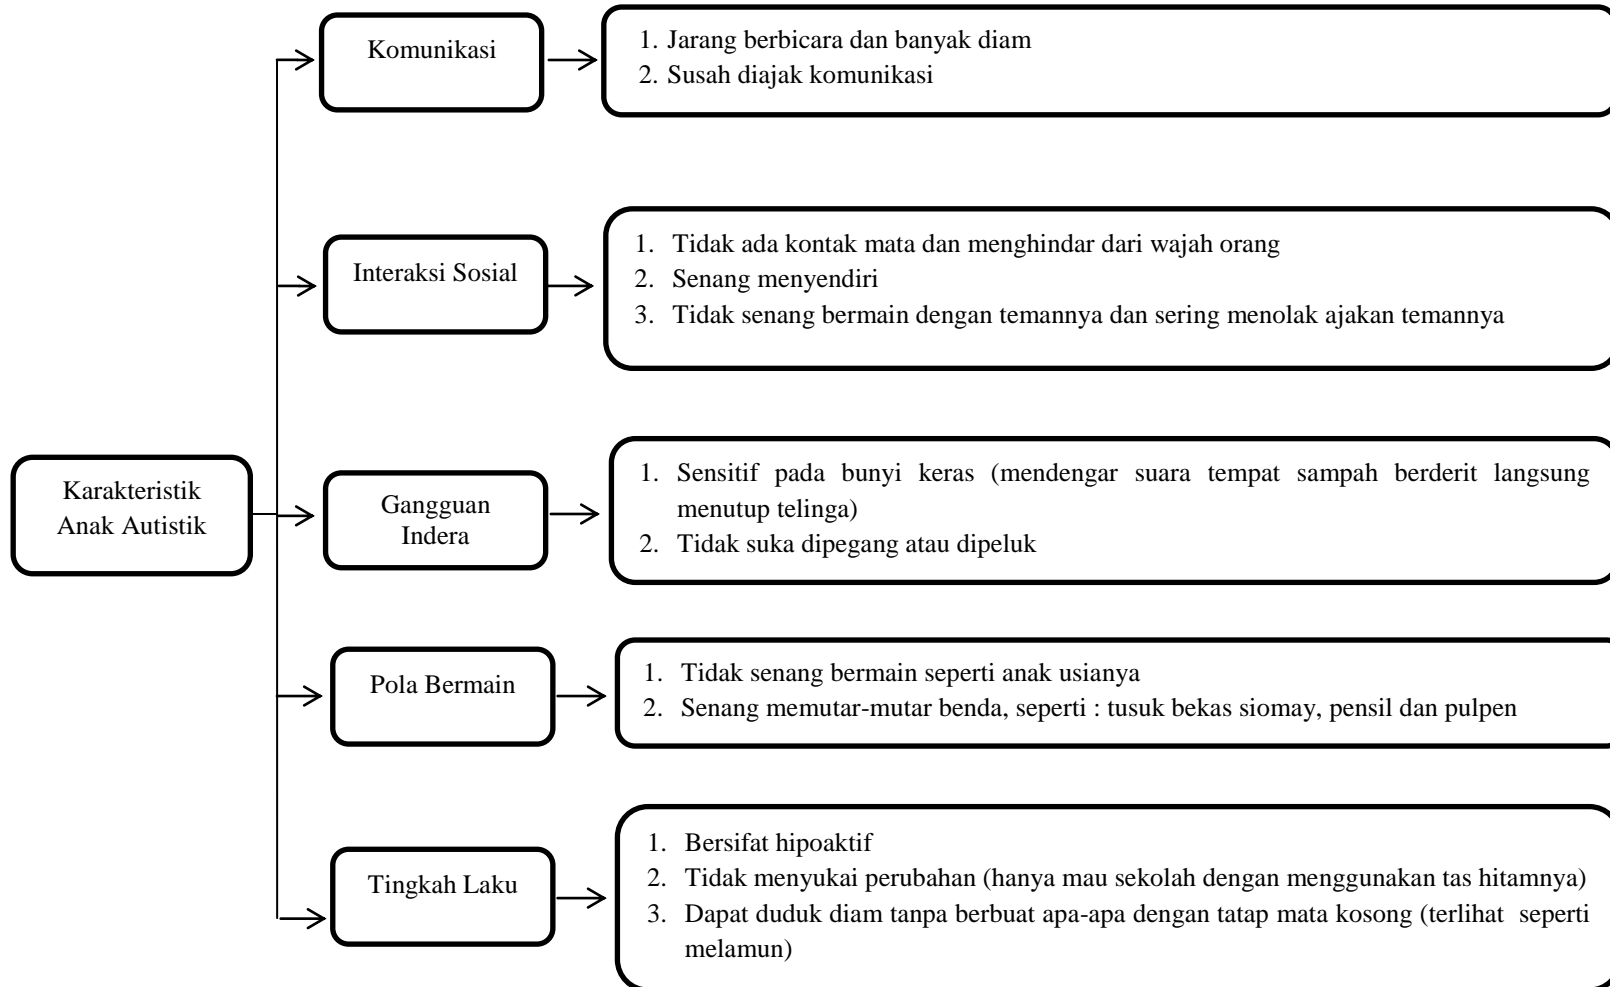 Komunikasi
1. Jarang berbicara dan banyak diam
2. Susah diajak komunikasi
Interaksi Sosial
1. Tidak ada kontak mata dan menghindar dari wajah orang
2. Senang menyendiri
3. Tidak senang bermain dengan temannya dan sering menolak ajakan temannya
Karakteristik
Anak Autistik
Gangguan
Indera
1. Sensitif pada bunyi keras (mendengar suara tempat sampah berderit langsung
menutup telinga)
2. Tidak suka dipegang atau dipeluk
Pola Bermain
1. Tidak senang bermain seperti anak usianya
2. Senang memutar-mutar benda, seperti : tusuk bekas siomay, pensil dan pulpen
Tingkah Laku
1. Bersifat hipoaktif
2. Tidak menyukai perubahan (hanya mau sekolah dengan menggunakan tas hitamnya)
3. Dapat duduk diam tanpa berbuat apa-apa dengan tatap mata kosong (terlihat seperti
melamun)